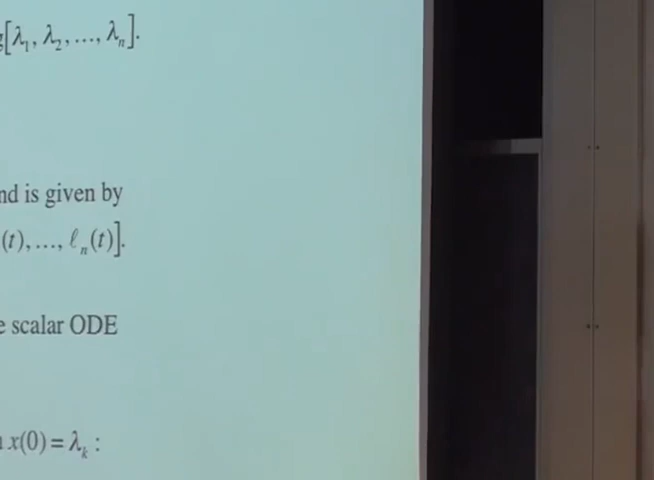 [λ₁, λ₂, ..., λₙ].
nd is given by
(t), ..., ℓₙ(t)].
e scalar ODE
x(0) = λₖ :